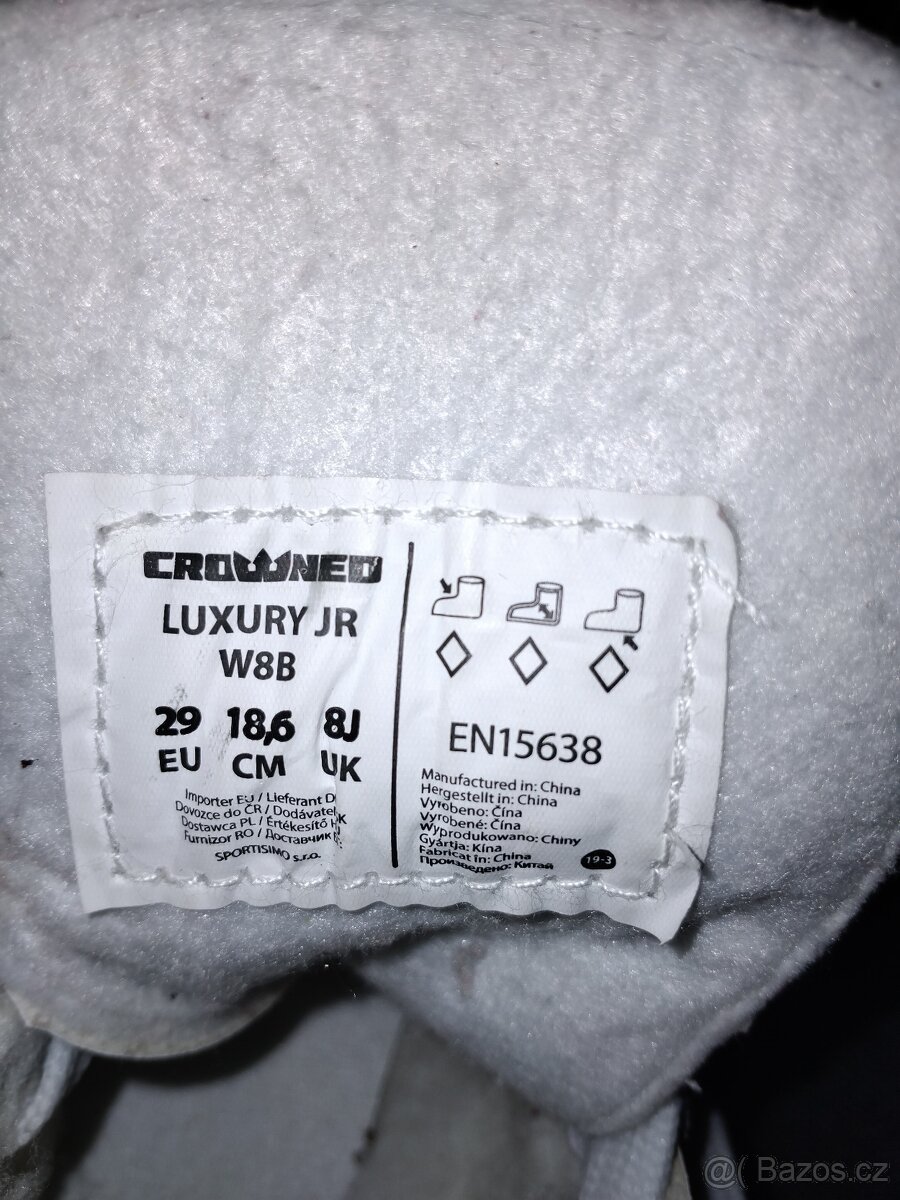 CROWNED
LUXURY JR
W8B
29 18,6 8J
EU CM UK
Importer EU / Lieferant D
Dovozce do ČR / Dodávatel
Dostawca PL / Értékesítő
Furnizor RO / Доставчик
SPORTISIMO s.r.o.
EN15638
Manufactured in: China
Hergestellt in: China
Vyrobeno: Čína
Vyrobené: Čína
Wyprodukowano: Chiny
Gyártja: Kína
Fabricat în: China
Произведено: Китай
19-3
@( Bazos.cz